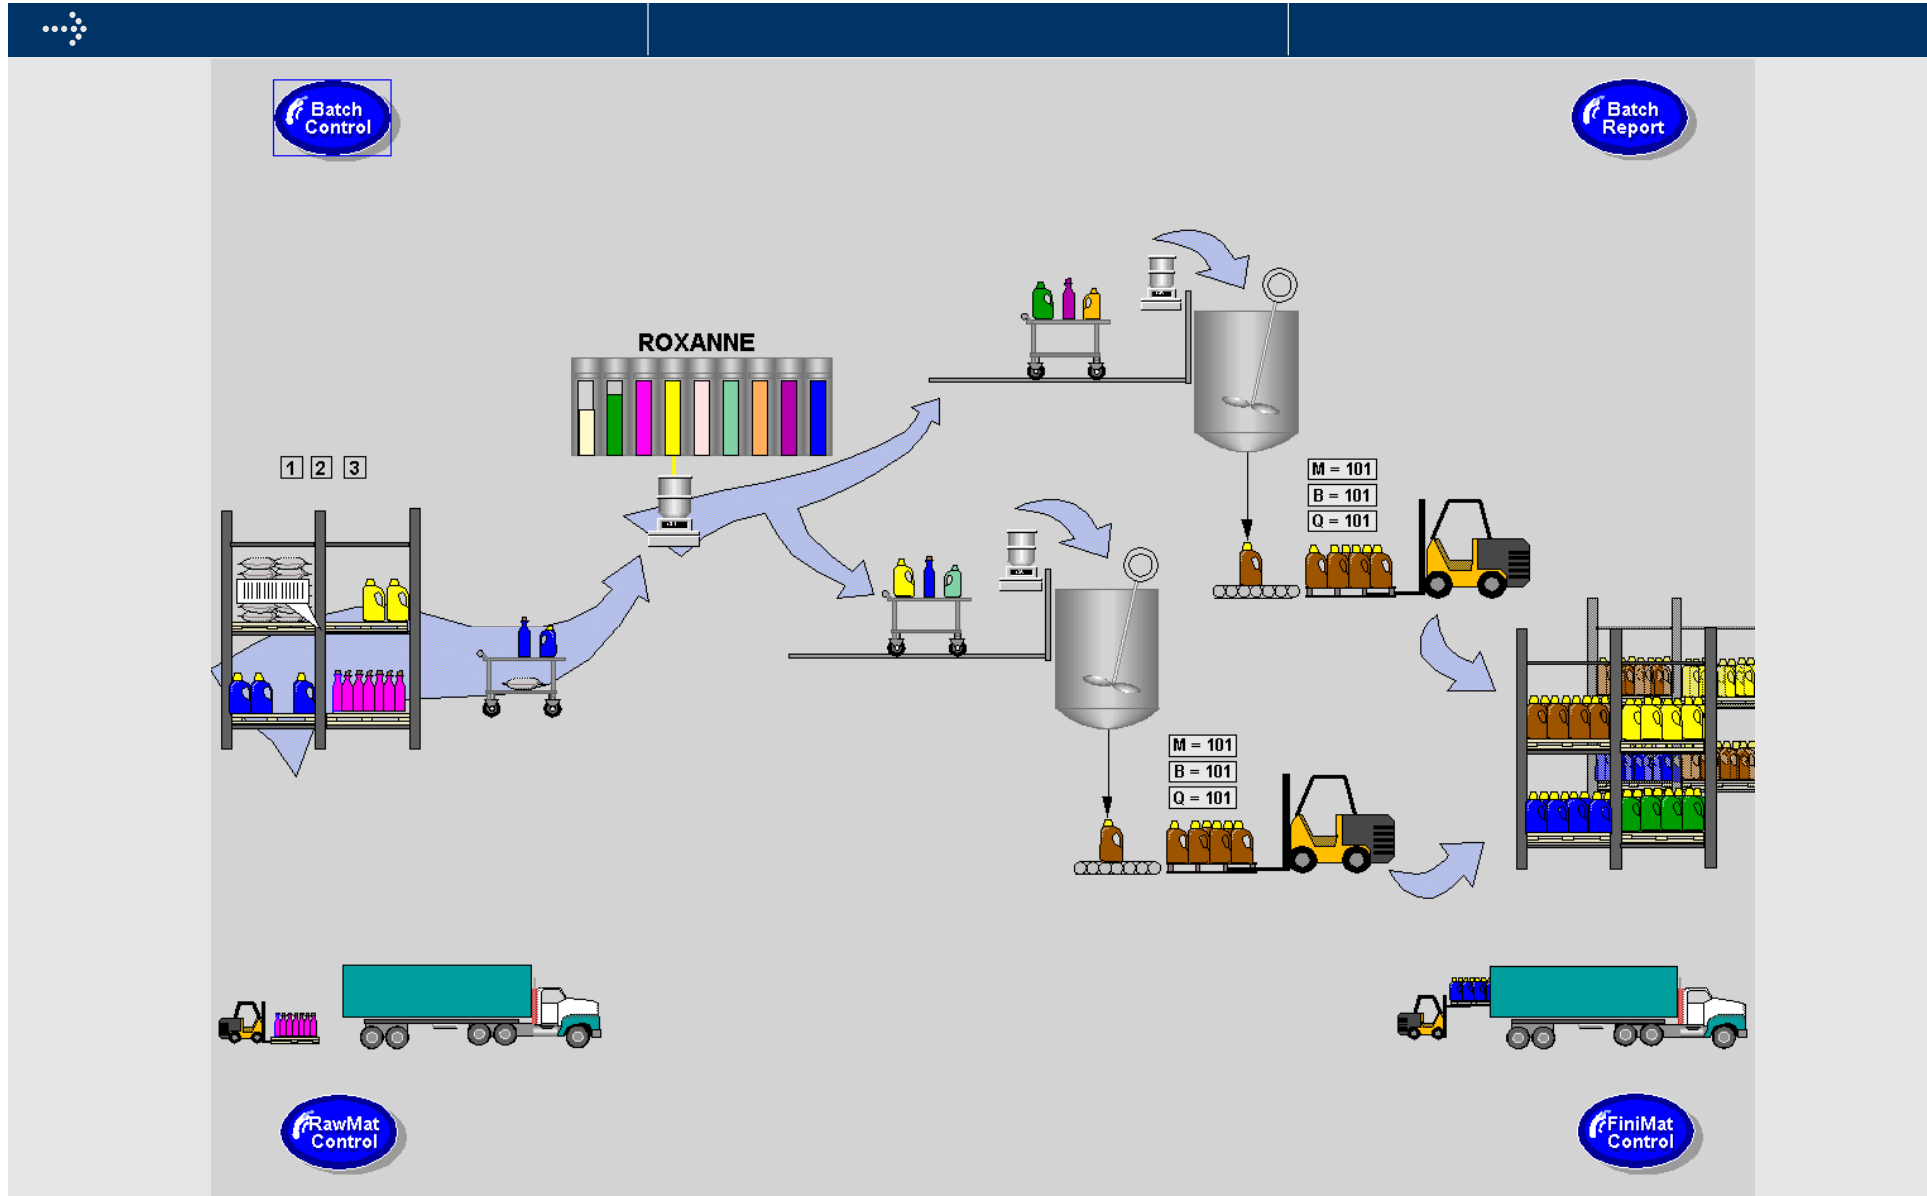 Batch
Control
Batch
Report
ROXANNE
1 2 3
M = 101
B = 101
Q = 101
M = 101
B = 101
Q = 101
RawMat
Control
FiniMat
Control